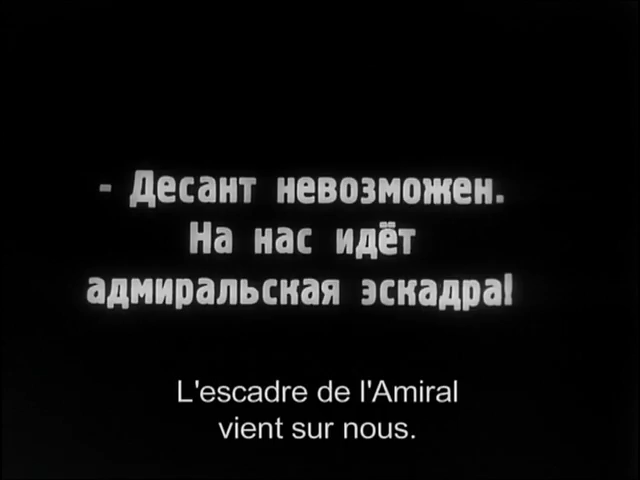 - Десант невозможен.
На нас идёт
адмиральская эскадра!
L'escadre de l'Amiral
vient sur nous.